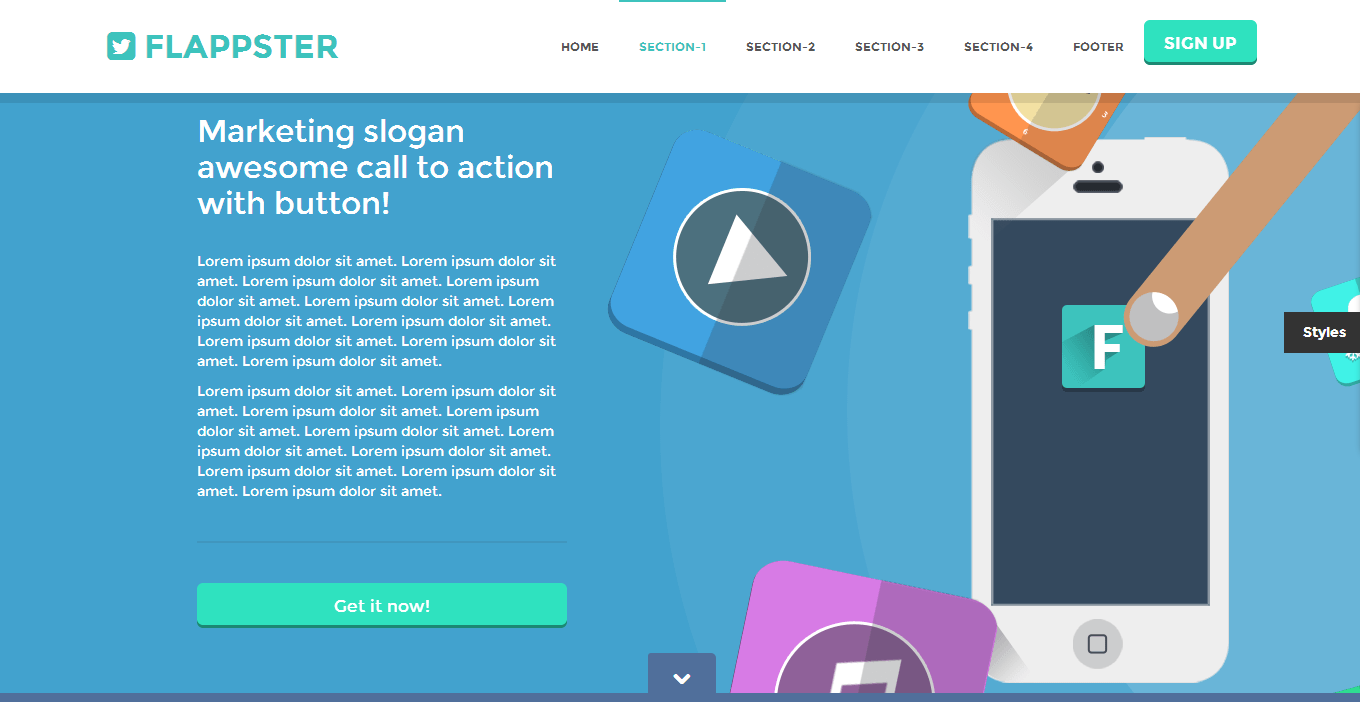 FLAPPSTER
HOME SECTION-1 SECTION-2 SECTION-3 SECTION-4 FOOTER SIGN UP
Marketing slogan
awesome call to action
with button!
Lorem ipsum dolor sit amet. Lorem ipsum dolor sit
amet. Lorem ipsum dolor sit amet. Lorem ipsum
dolor sit amet. Lorem ipsum dolor sit amet. Lorem
ipsum dolor sit amet. Lorem ipsum dolor sit amet.
Lorem ipsum dolor sit amet. Lorem ipsum dolor sit
amet. Lorem ipsum dolor sit amet.
Lorem ipsum dolor sit amet. Lorem ipsum dolor sit
amet. Lorem ipsum dolor sit amet. Lorem ipsum
dolor sit amet. Lorem ipsum dolor sit amet. Lorem
ipsum dolor sit amet. Lorem ipsum dolor sit amet.
Lorem ipsum dolor sit amet. Lorem ipsum dolor sit
amet. Lorem ipsum dolor sit amet.
Get it now!
F
Styles